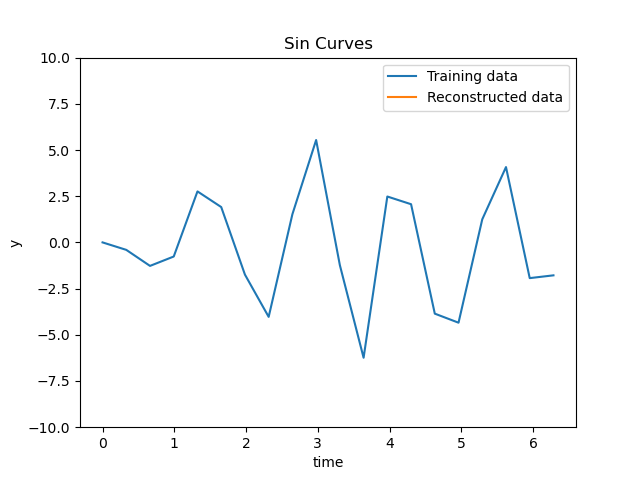 Sin Curves
10.0
7.5
5.0
2.5
0.0
−2.5
−5.0
−7.5
−10.0
y
Training data
Reconstructed data
0 1 2 3 4 5 6
time